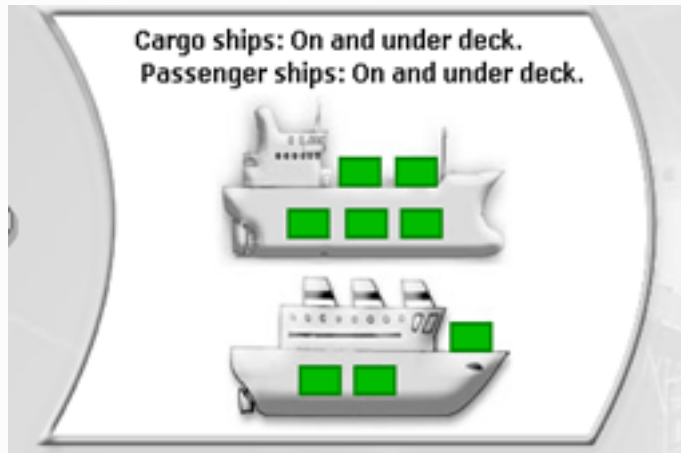 Cargo ships: On and under deck.
Passenger ships: On and under deck.